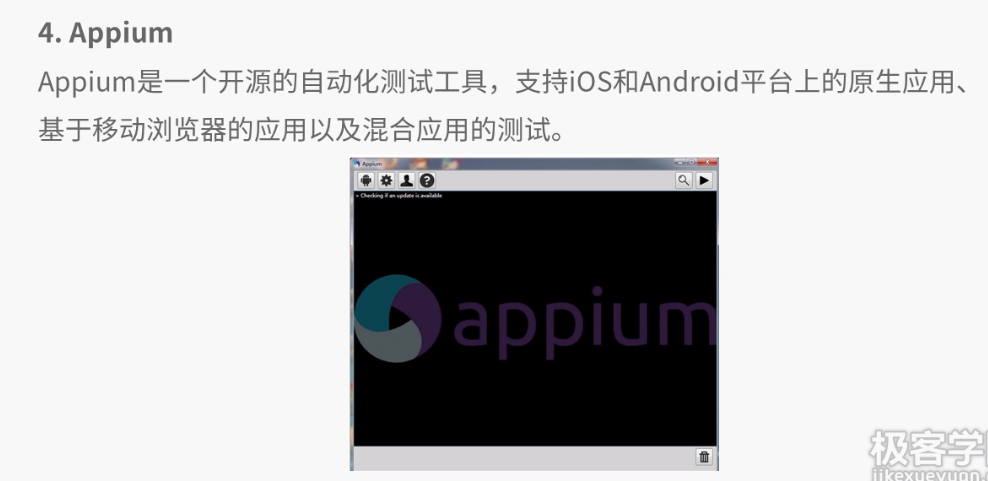 4. Appium
Appium是一个开源的自动化测试工具，支持iOS和Android平台上的原生应用、
基于移动浏览器的应用以及混合应用的测试。
Appium
> Checking if an update is available
appium
极客学
jikexueyuan.c